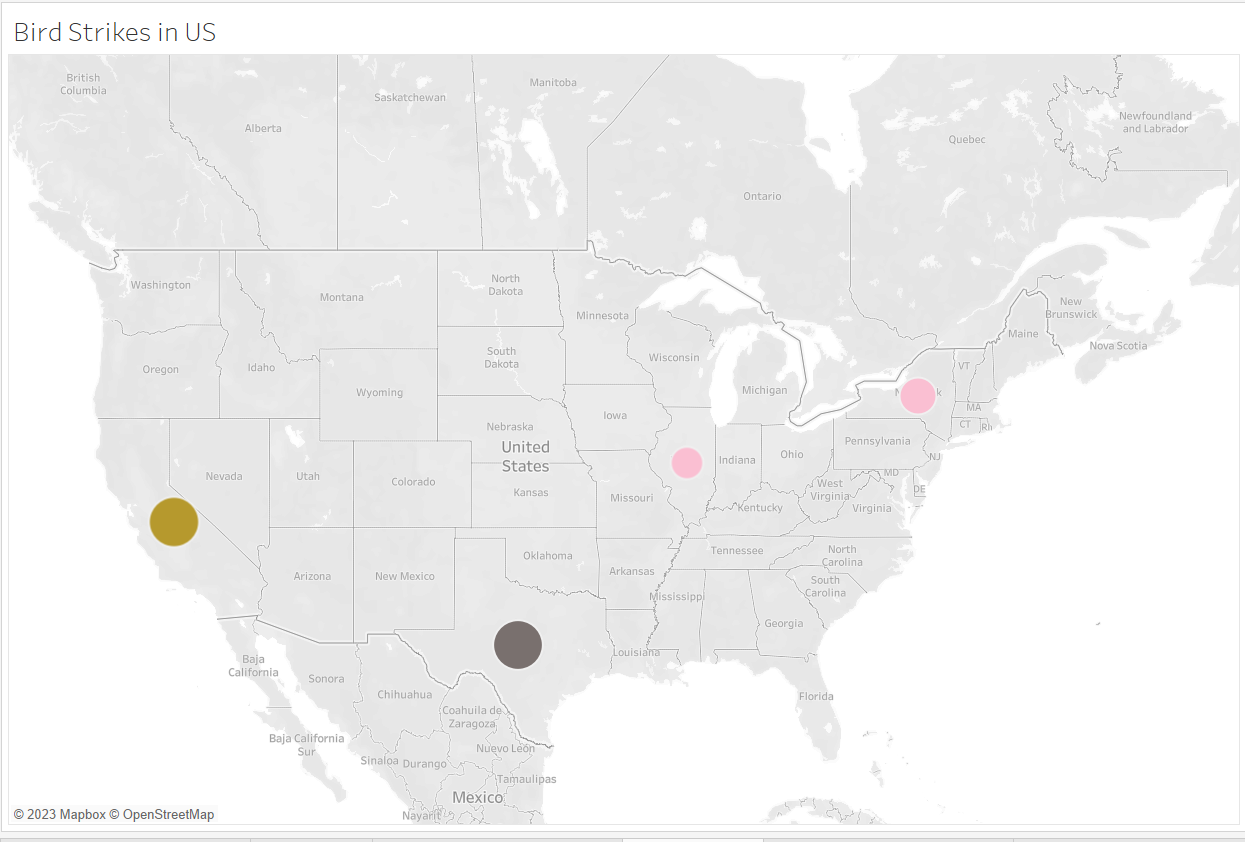 Bird Strikes in US
British
Columbia
Alberta
Saskatchewan
Manitoba
Ontario
Quebec
Newfoundland
and Labrador
Washington
Montana
North
Dakota
Minnesota
New
Brunswick
Maine
Nova Scotia
Oregon
Idaho
Wyoming
South
Dakota
Wisconsin
Michigan
VT
MA
CT
RI
Iowa
Nebraska
United
States
Nevada
Utah
Colorado
Kansas
Missouri
Indiana
Ohio
Pennsylvania
NJ
MD
DE
West
Virginia
Virginia
Kentucky
Arizona
New Mexico
Oklahoma
Arkansas
Tennessee
North
Carolina
South
Carolina
Mississippi
Georgia
Louisiana
Florida
Baja
California
Sonora
Chihuahua
Coahuila de
Zaragoza
Baja California
Sur
Sinaloa
Durango
Nuevo León
Tamaulipas
Mexico
Nayarit
© 2023 Mapbox © OpenStreetMap